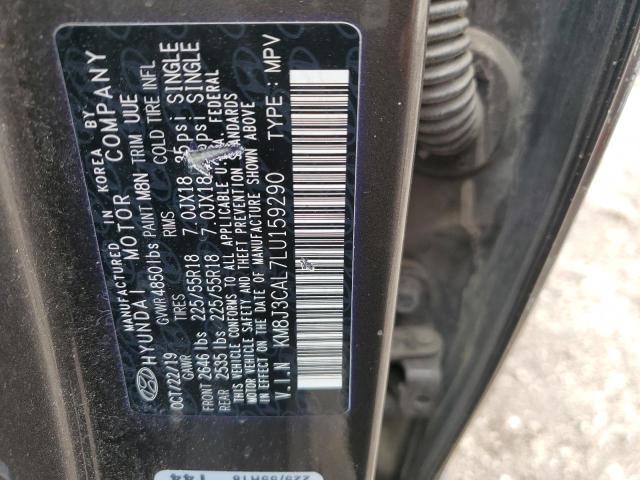 MANUFACTURED IN KOREA BY
HYUNDAI MOTOR COMPANY
OCT/22/19 GVWR 4850lbs PAINT M8N TRIM UUE
GAWR TIRES RIMS COLD TIRE INFL
FRONT 2646 lbs 225/55R18 7.0JX18 35psi SINGLE
REAR 2535 lbs 225/55R18 7.0JX18 psi SINGLE
THIS VEHICLE CONFORMS TO ALL APPLICABLE U.S.A. FEDERAL
MOTOR VEHICLE SAFETY AND THEFT PREVENTION STANDARDS
IN EFFECT ON THE DATE OF MANUFACTURE SHOWN ABOVE
V.I.N KM8J3CAL7LU159290 TYPE: MPV
225/55R18